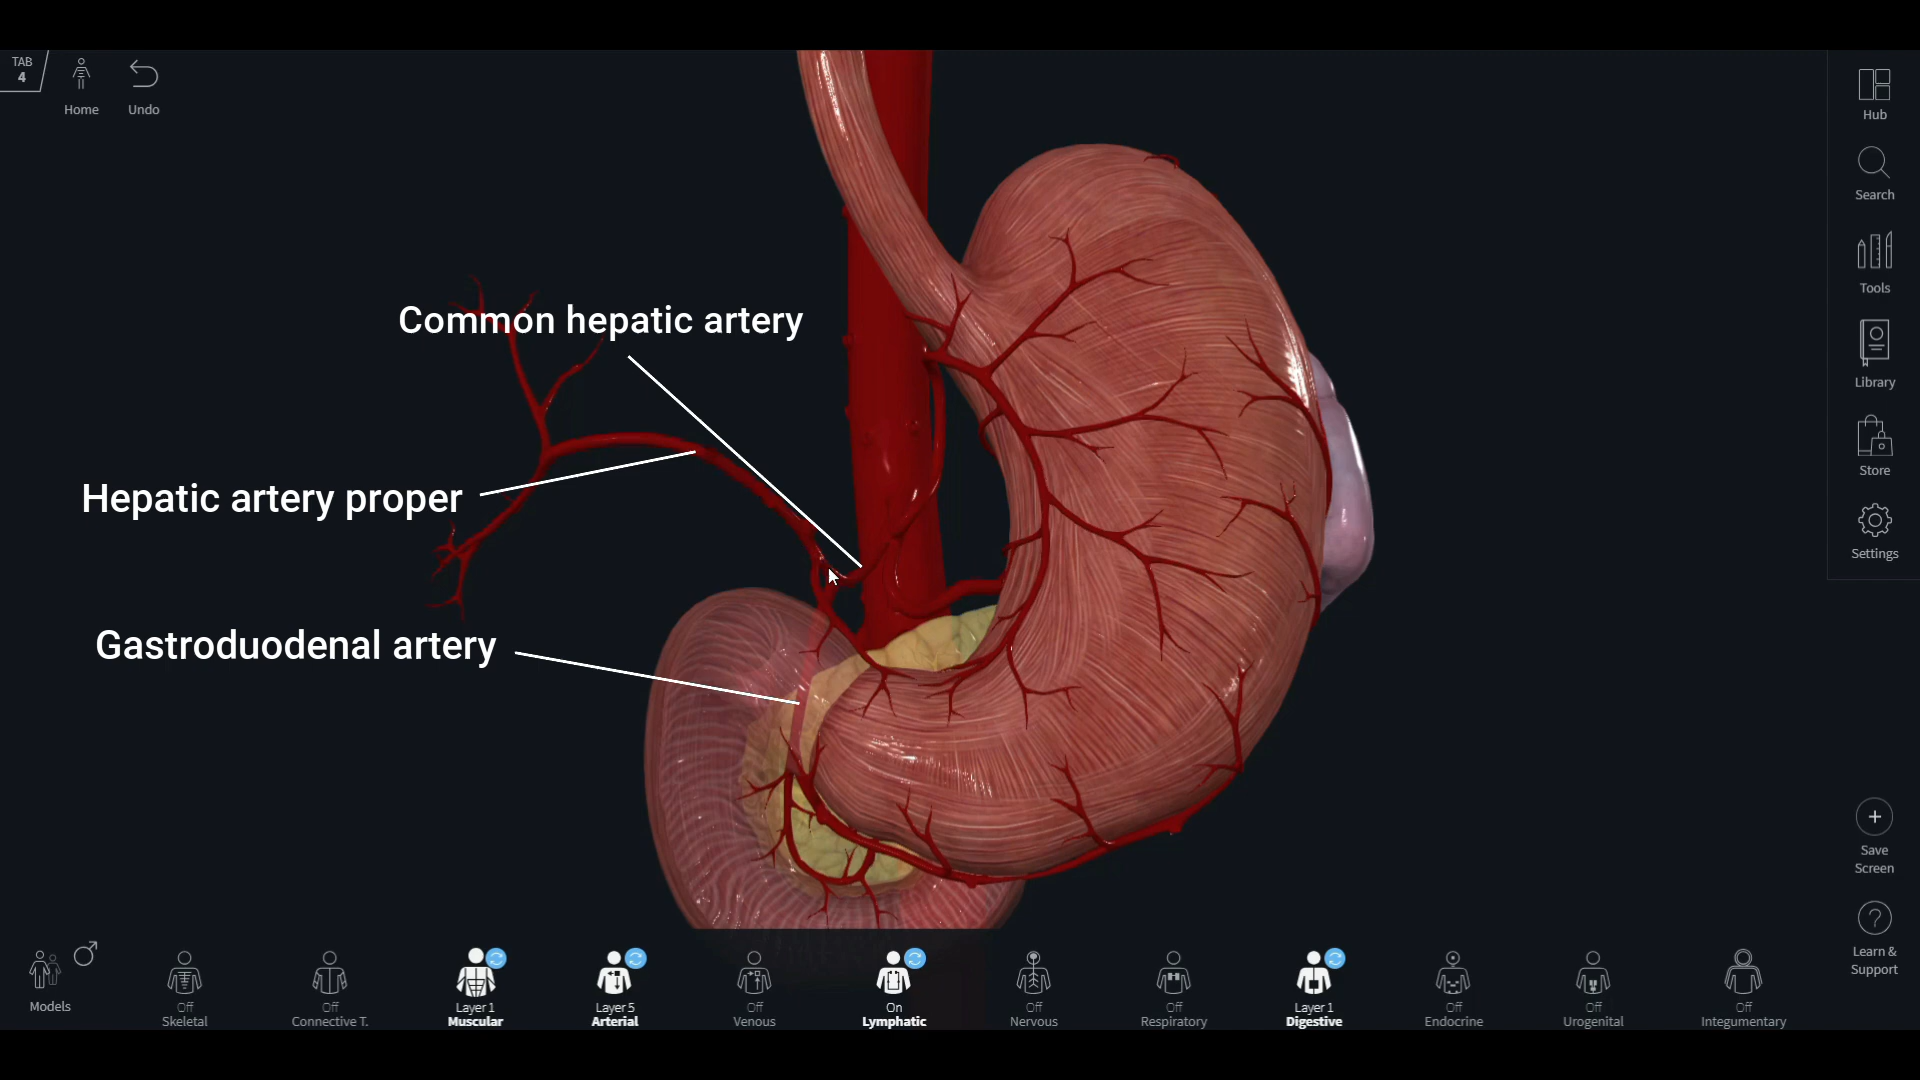 TAB
4
Home
Undo
Hub
Search
Tools
Library
Store
Settings
Common hepatic artery
Hepatic artery proper
Gastroduodenal artery
Save
Screen
Learn &
Support
Models
Off
Skeletal
Off
Connective T.
Layer 1
Muscular
Layer 5
Arterial
Off
Venous
On
Lymphatic
Off
Nervous
Off
Respiratory
Layer 1
Digestive
Off
Endocrine
Off
Urogenital
Off
Integumentary